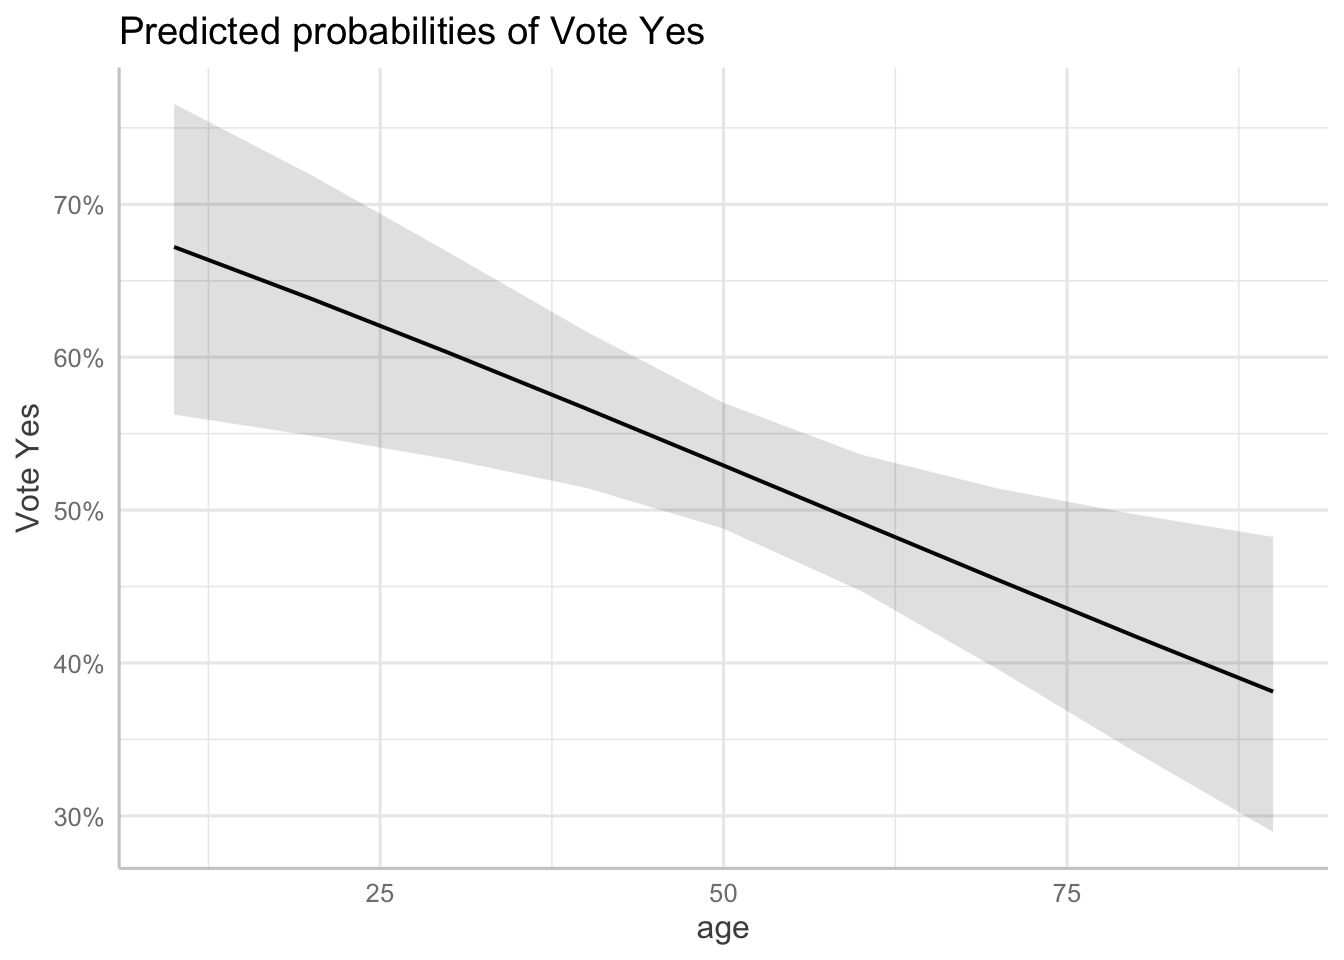 Predicted probabilities of Vote Yes
Vote Yes
70%
60%
50%
40%
30%
25
50
75
age